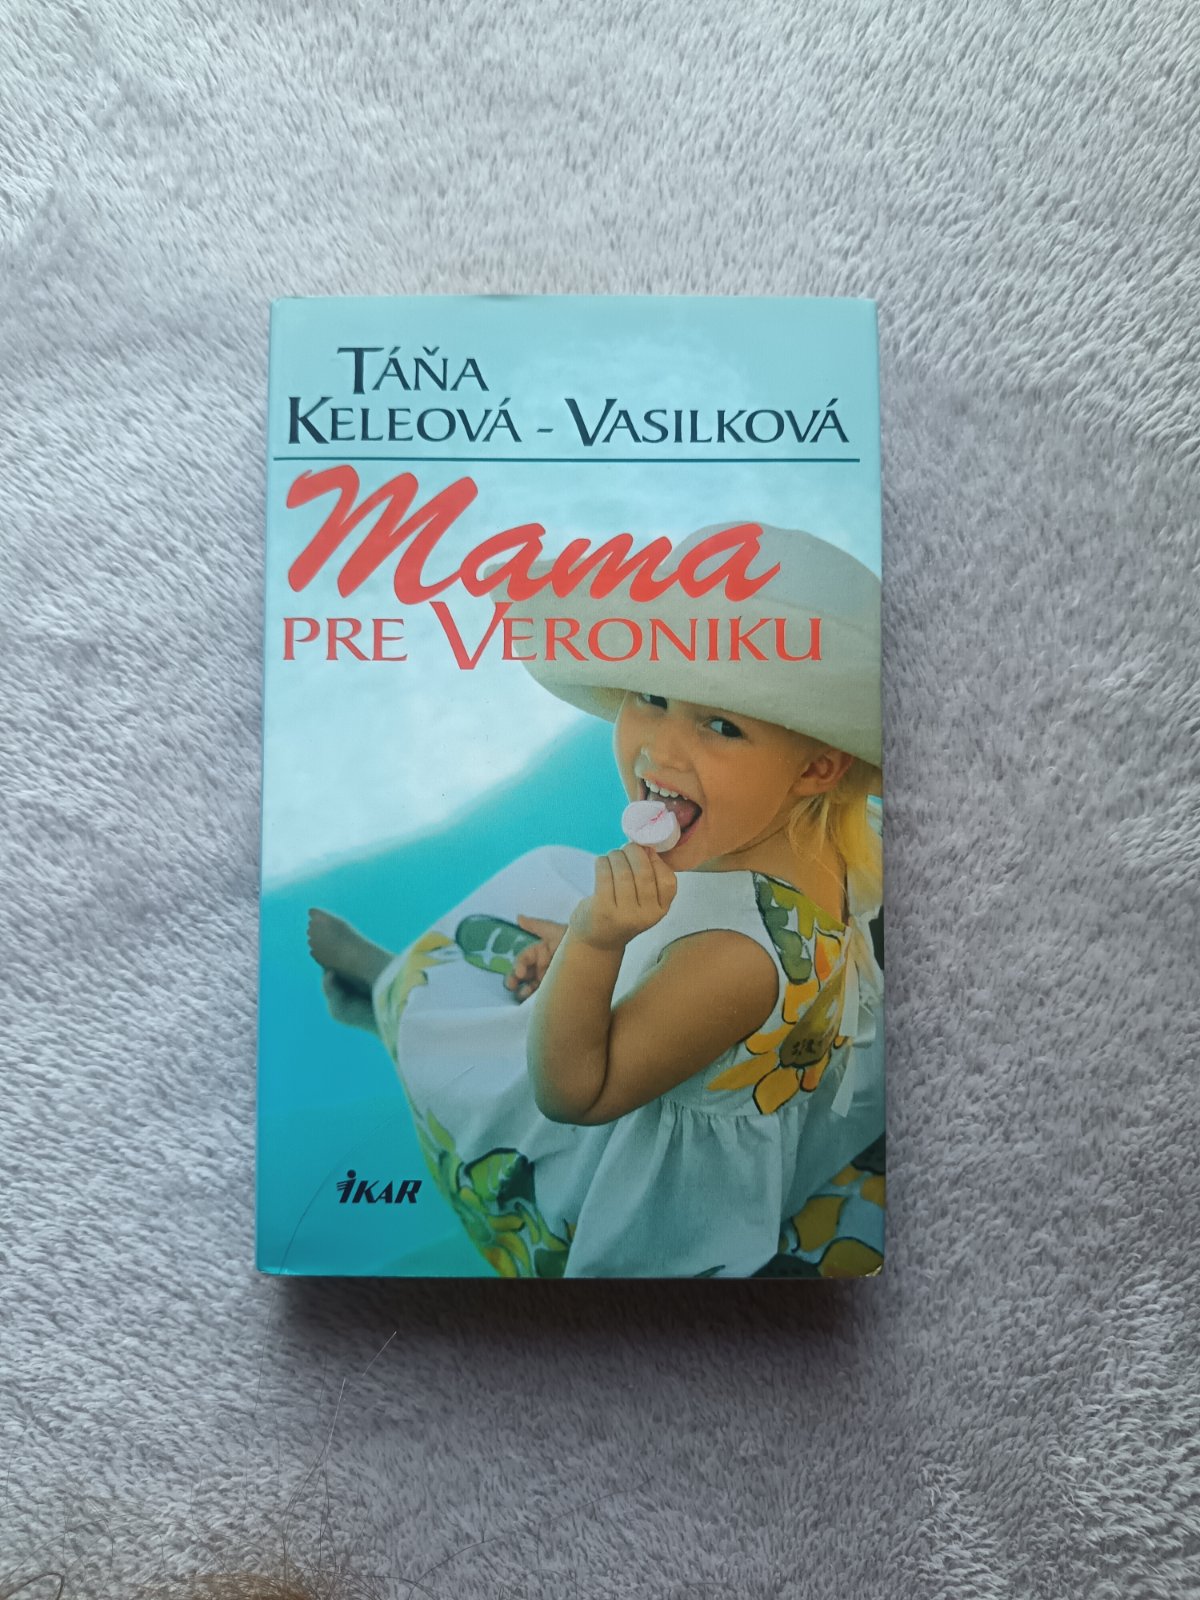 TÁŇA
KELEOVÁ - VASILKOVÁ
Mama
PRE VERONIKU
IKAR